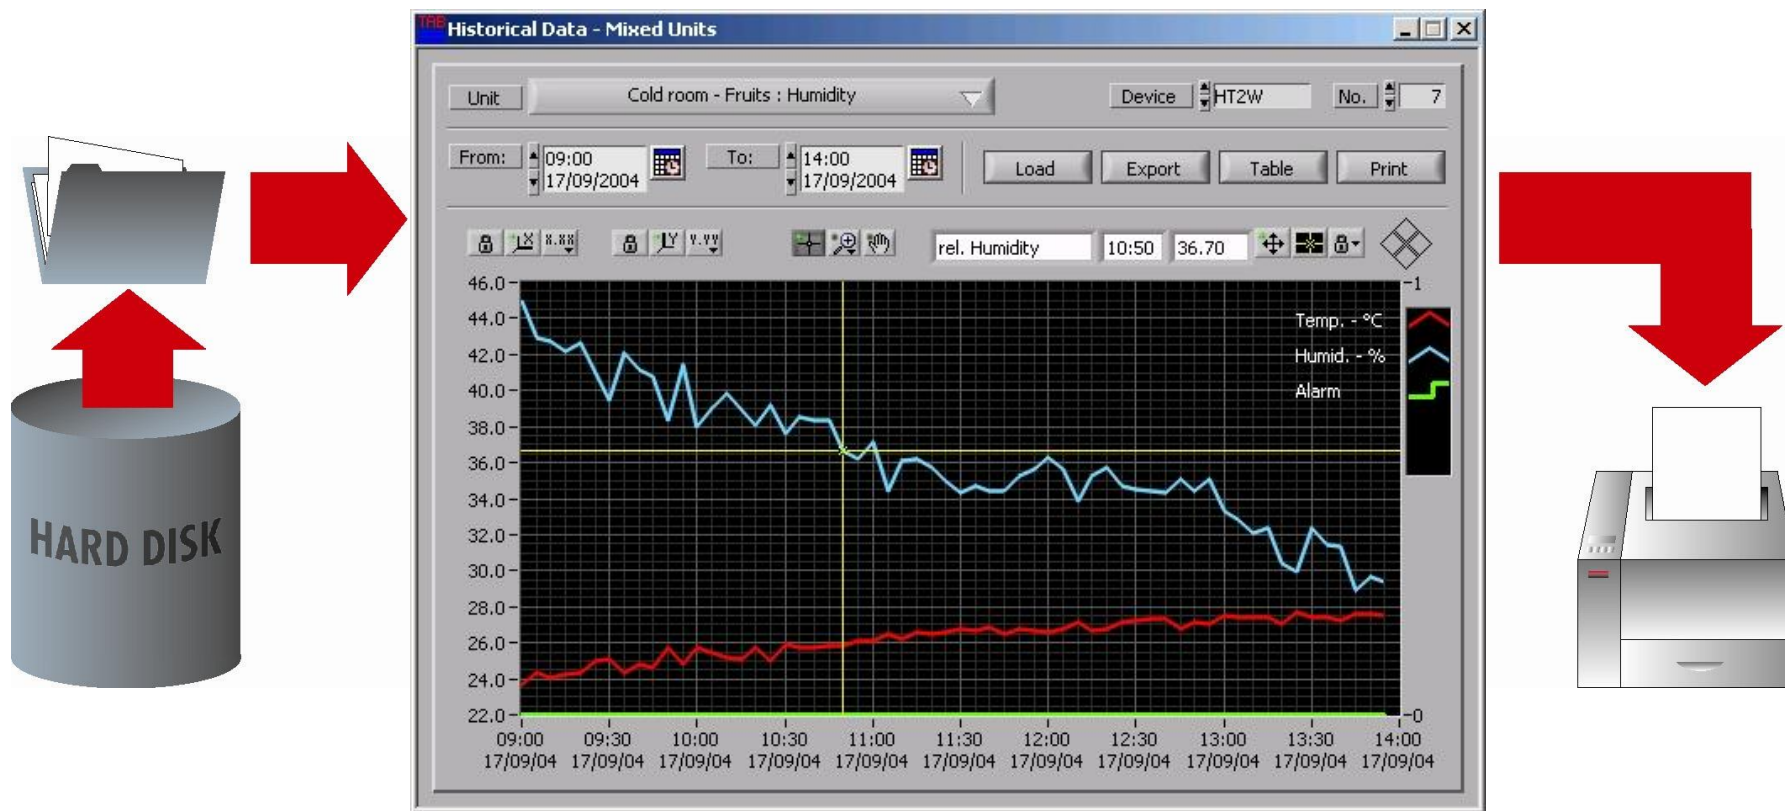 TAB Historical Data - Mixed Units
Unit Cold room - Fruits : Humidity Device HT2W No. 7
From: 09:00 To: 14:00
17/09/2004 17/09/2004
Load Export Table Print
X X.XX Y Y.YY rel. Humidity 10:50 36.70
46.0 1
44.0 Temp. - °C
42.0 Humid. - %
40.0 Alarm
38.0
36.0
34.0
32.0
30.0
28.0
26.0
24.0
22.0 0
09:00 09:30 10:00 10:30 11:00 11:30 12:00 12:30 13:00 13:30 14:00
17/09/04 17/09/04 17/09/04 17/09/04 17/09/04 17/09/04 17/09/04 17/09/04 17/09/04 17/09/04 17/09/04
HARD DISK